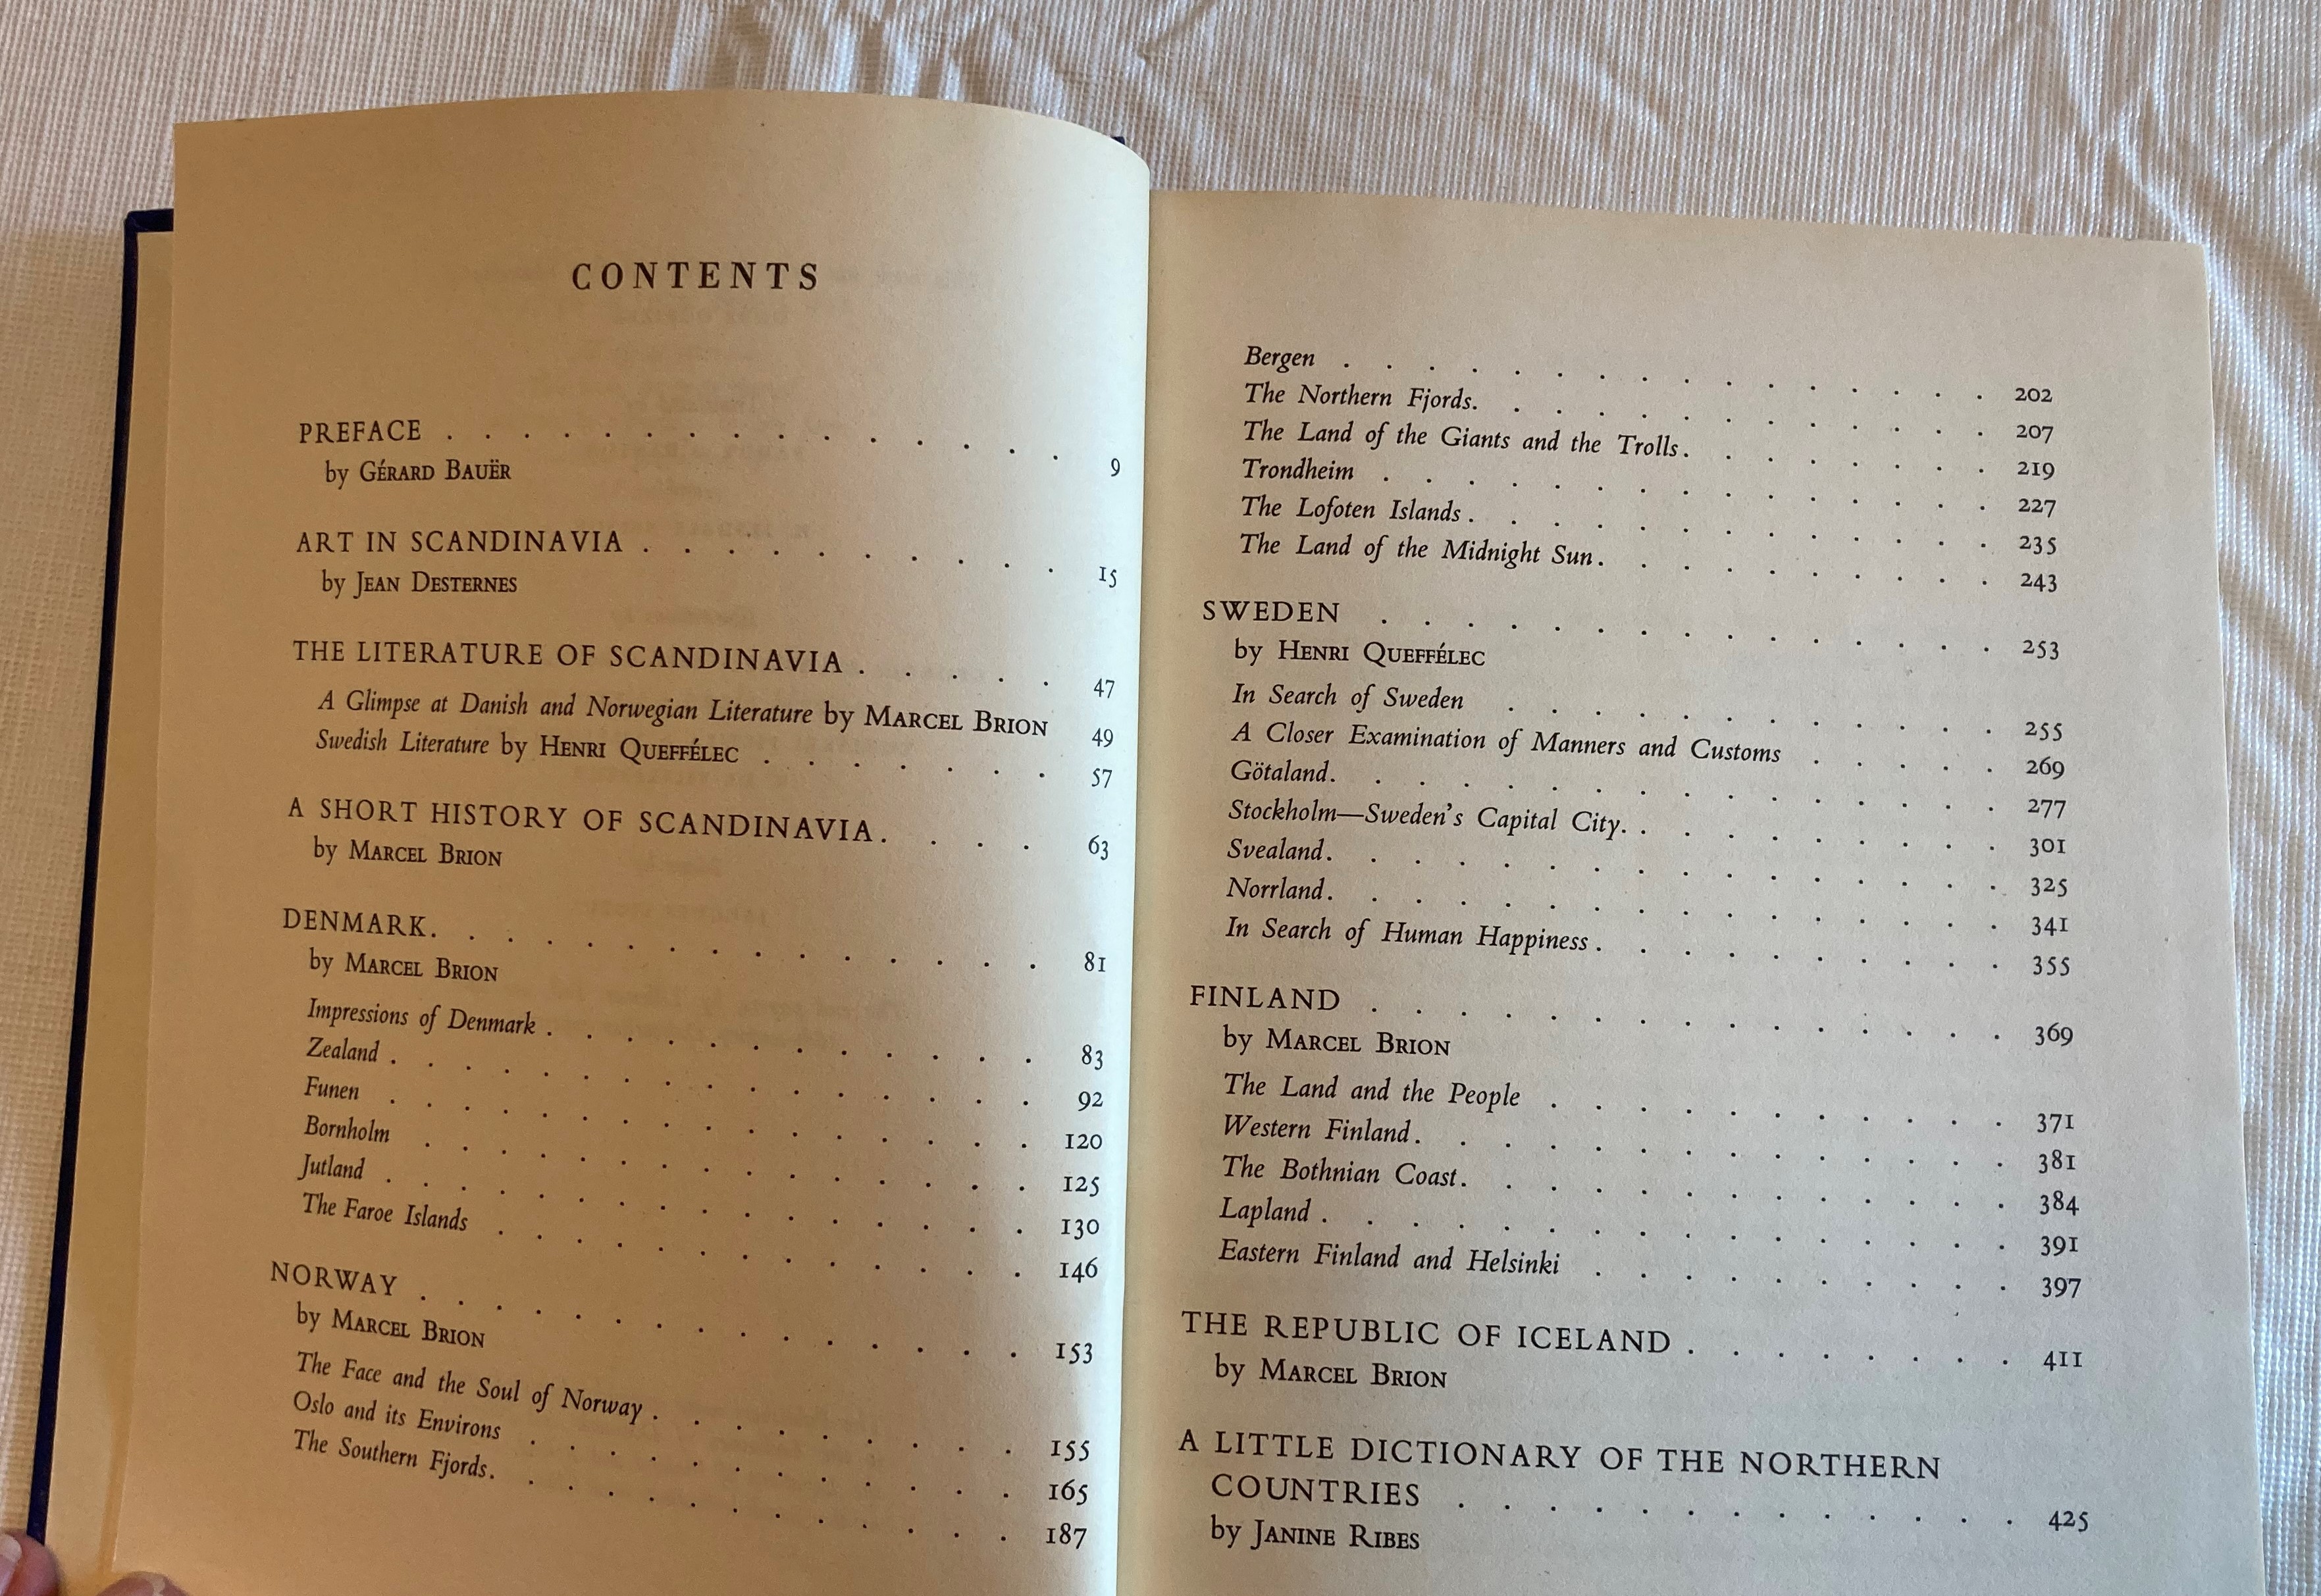 CONTENTS
PREFACE . . . . . . . . . . . . . . . . 9
by GÉRARD BAUËR
ART IN SCANDINAVIA . . . . . . . . . . 15
by JEAN DESTERNES
THE LITERATURE OF SCANDINAVIA . . . . . 47
A Glimpse at Danish and Norwegian Literature by MARCEL BRION 49
Swedish Literature by HENRI QUEFFÉLEC . . . . . . . 57
A SHORT HISTORY OF SCANDINAVIA . . . . 63
by MARCEL BRION
DENMARK . . . . . . . . . . . . . . . 81
by MARCEL BRION
Impressions of Denmark . . . . . . . . . . . . 83
Zealand . . . . . . . . . . . . . . . . 92
Funen . . . . . . . . . . . . . . . . 120
Bornholm . . . . . . . . . . . . . . . 125
Jutland . . . . . . . . . . . . . . . . 130
The Faroe Islands . . . . . . . . . . . . . 146
NORWAY . . . . . . . . . . . . . . . 153
by MARCEL BRION
The Face and the Soul of Norway . . . . . . . . . 155
Oslo and its Environs . . . . . . . . . . . . 165
The Southern Fjords . . . . . . . . . . . . 187
Bergen . . . . . . . . . . . . . . . . 202
The Northern Fjords . . . . . . . . . . . . 207
The Land of the Giants and the Trolls . . . . . . . . 219
Trondheim . . . . . . . . . . . . . . . 227
The Lofoten Islands . . . . . . . . . . . . . 235
The Land of the Midnight Sun . . . . . . . . . . 243
SWEDEN . . . . . . . . . . . . . . . 253
by HENRI QUEFFÉLEC
In Search of Sweden . . . . . . . . . . . . 255
A Closer Examination of Manners and Customs . . . . . 269
Götaland . . . . . . . . . . . . . . . 277
Stockholm—Sweden's Capital City . . . . . . . . . 301
Svealand . . . . . . . . . . . . . . . . 325
Norrland . . . . . . . . . . . . . . . . 341
In Search of Human Happiness . . . . . . . . . . 355
FINLAND . . . . . . . . . . . . . . . 369
by MARCEL BRION
The Land and the People . . . . . . . . . . . 371
Western Finland . . . . . . . . . . . . . . 381
The Bothnian Coast . . . . . . . . . . . . . 384
Lapland . . . . . . . . . . . . . . . . 391
Eastern Finland and Helsinki . . . . . . . . . . 397
THE REPUBLIC OF ICELAND . . . . . . . . 411
by MARCEL BRION
A LITTLE DICTIONARY OF THE NORTHERN
COUNTRIES . . . . . . . . . . . . . 425
by JANINE RIBES